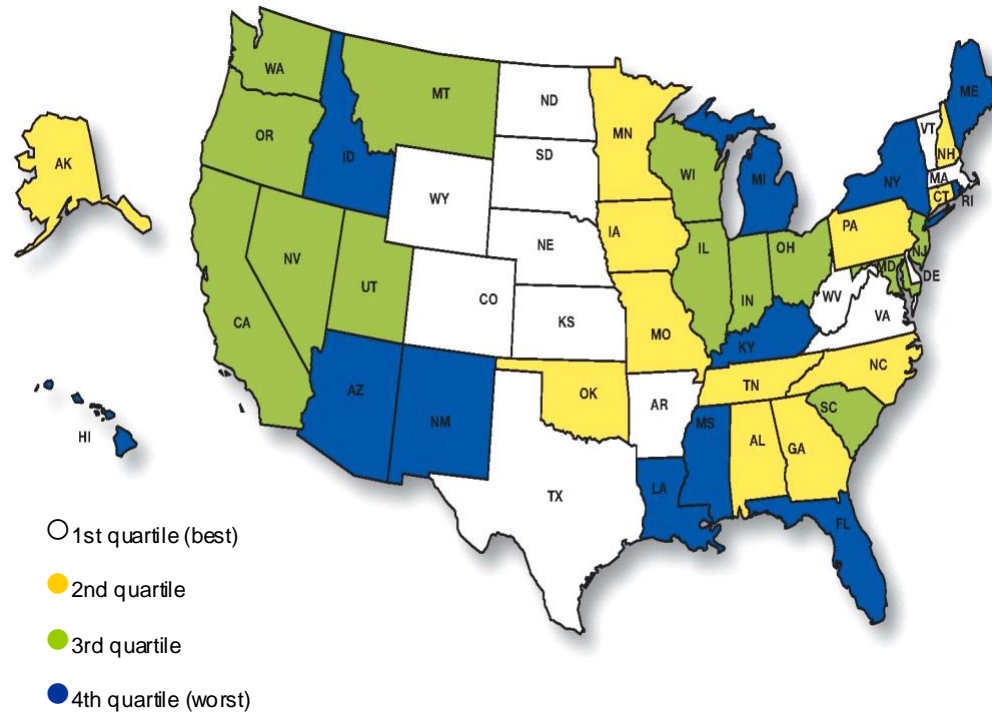 WA
MT
ND
MN
ME
VT
AK
OR
ID
SD
WI
MI
NY
NH
MA
CT
RI
WY
IA
PA
NV
NE
IL
IN
OH
NJ
MD
DE
UT
CO
WV
VA
CA
KS
MO
KY
AZ
NM
OK
AR
TN
NC
SC
HI
MS
AL
GA
TX
LA
FL
1st quartile (best)
2nd quartile
3rd quartile
4th quartile (worst)